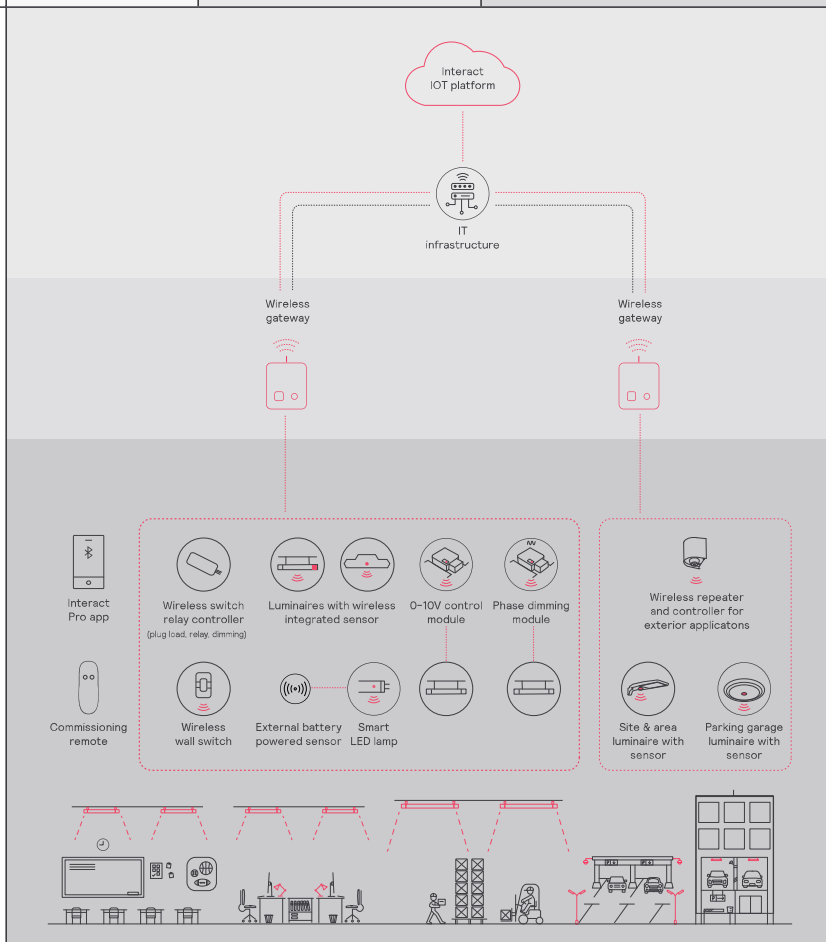 Interact
IOT platform
IT
infrastructure
Wireless
gateway
Wireless
gateway
Interact
Pro app
Wireless switch
relay controller
(plug load, relay, dimming)
Luminaires with wireless
integrated sensor
0–10V control
module
Phase dimming
module
Wireless repeater
and controller for
exterior applicatons
Commissioning
remote
Wireless
wall switch
External battery
powered sensor
Smart
LED lamp
Site & area
luminaire with
sensor
Parking garage
luminaire with
sensor